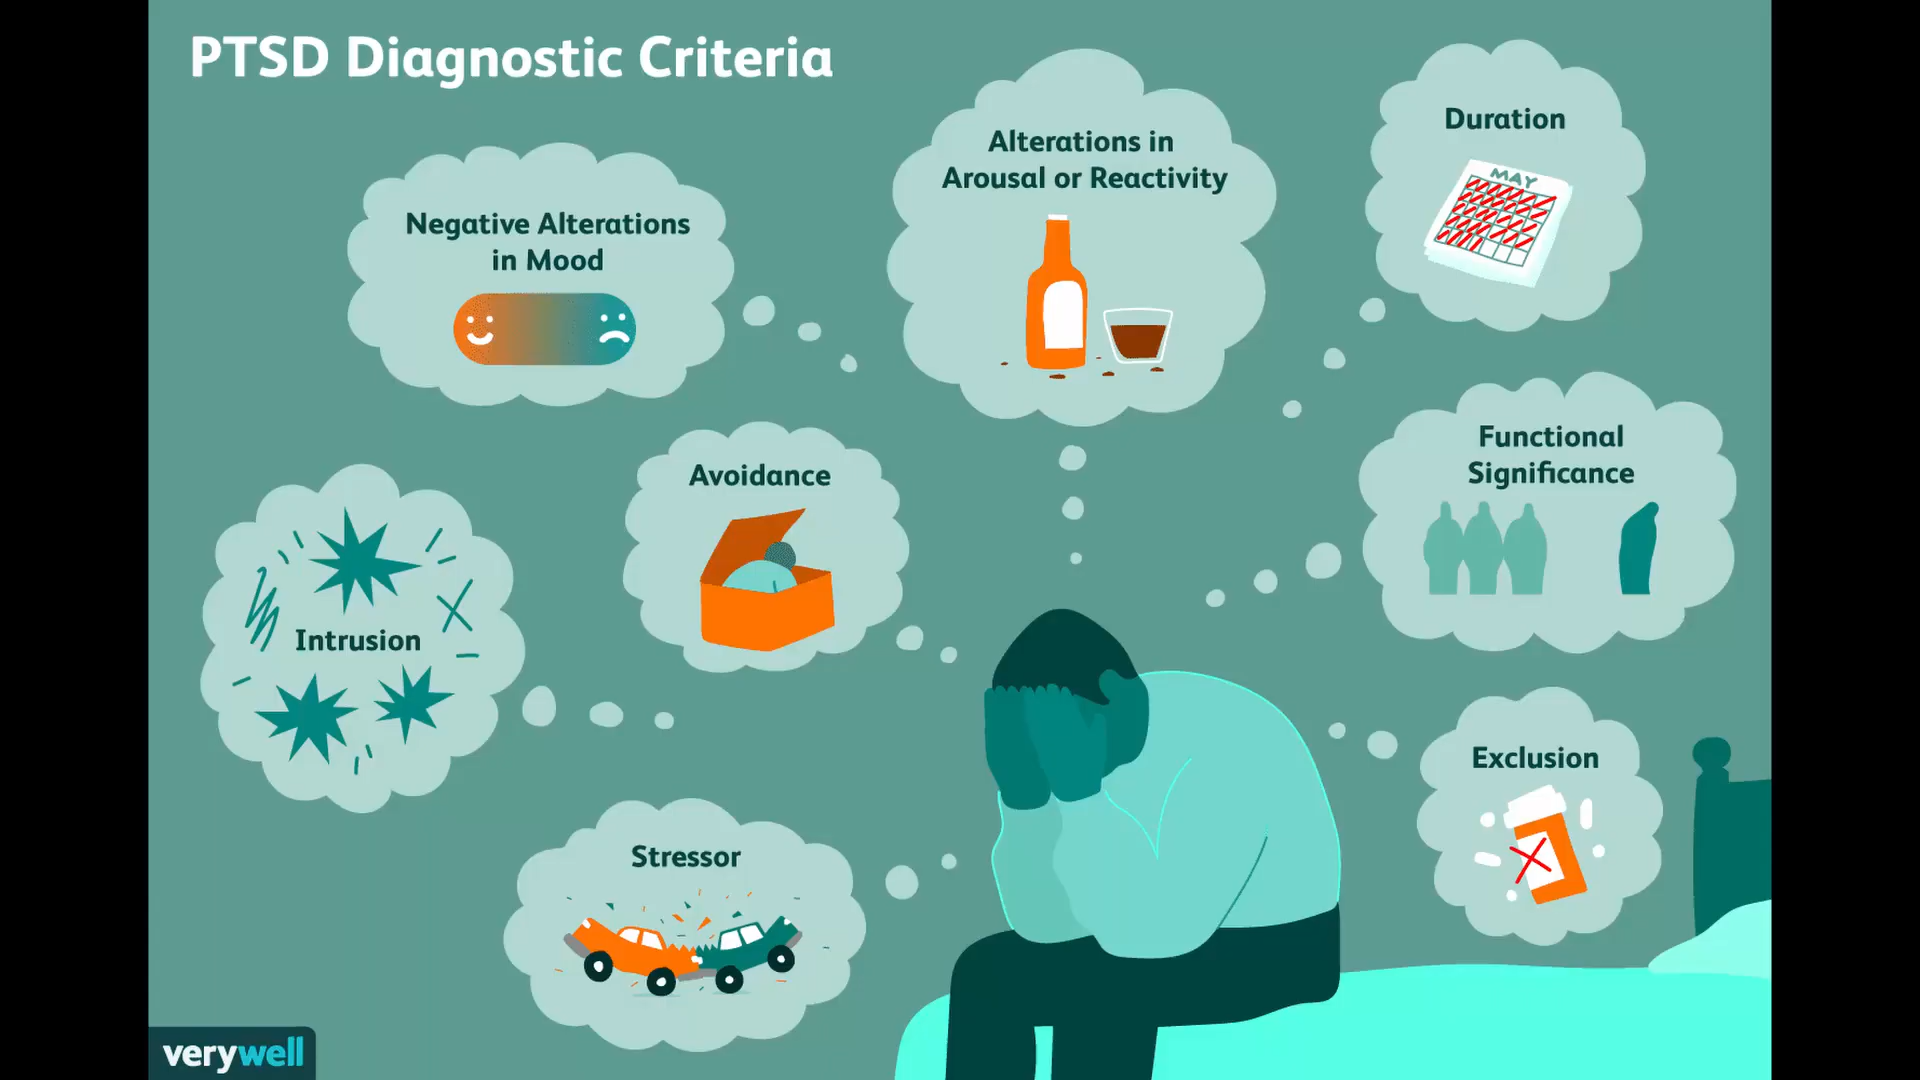 PTSD Diagnostic Criteria
Negative Alterations
in Mood
Alterations in
Arousal or Reactivity
Duration
MAY
Avoidance
Functional
Significance
Intrusion
Exclusion
Stressor
verywell